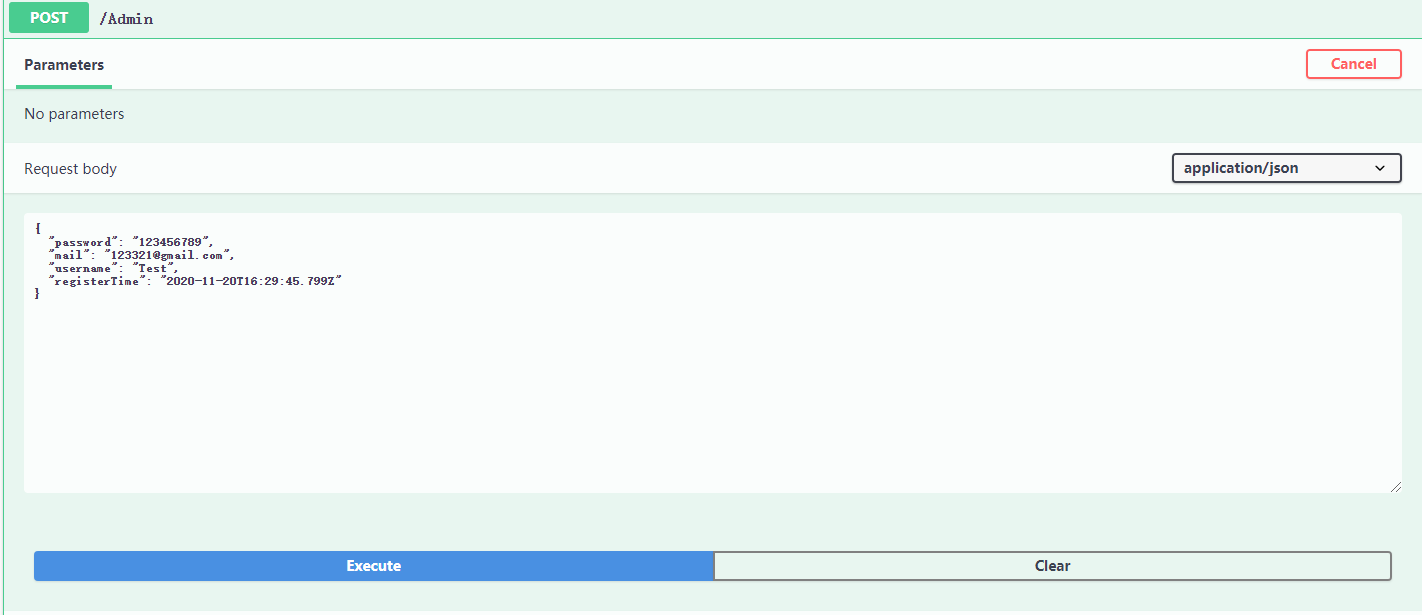 POST /Admin
Parameters Cancel
No parameters
Request body application/json
{
"password": "123456789",
"mail": "123321@gmail.com",
"username": "Test",
"registerTime": "2020-11-20T16:29:45.799Z"
}
Execute Clear